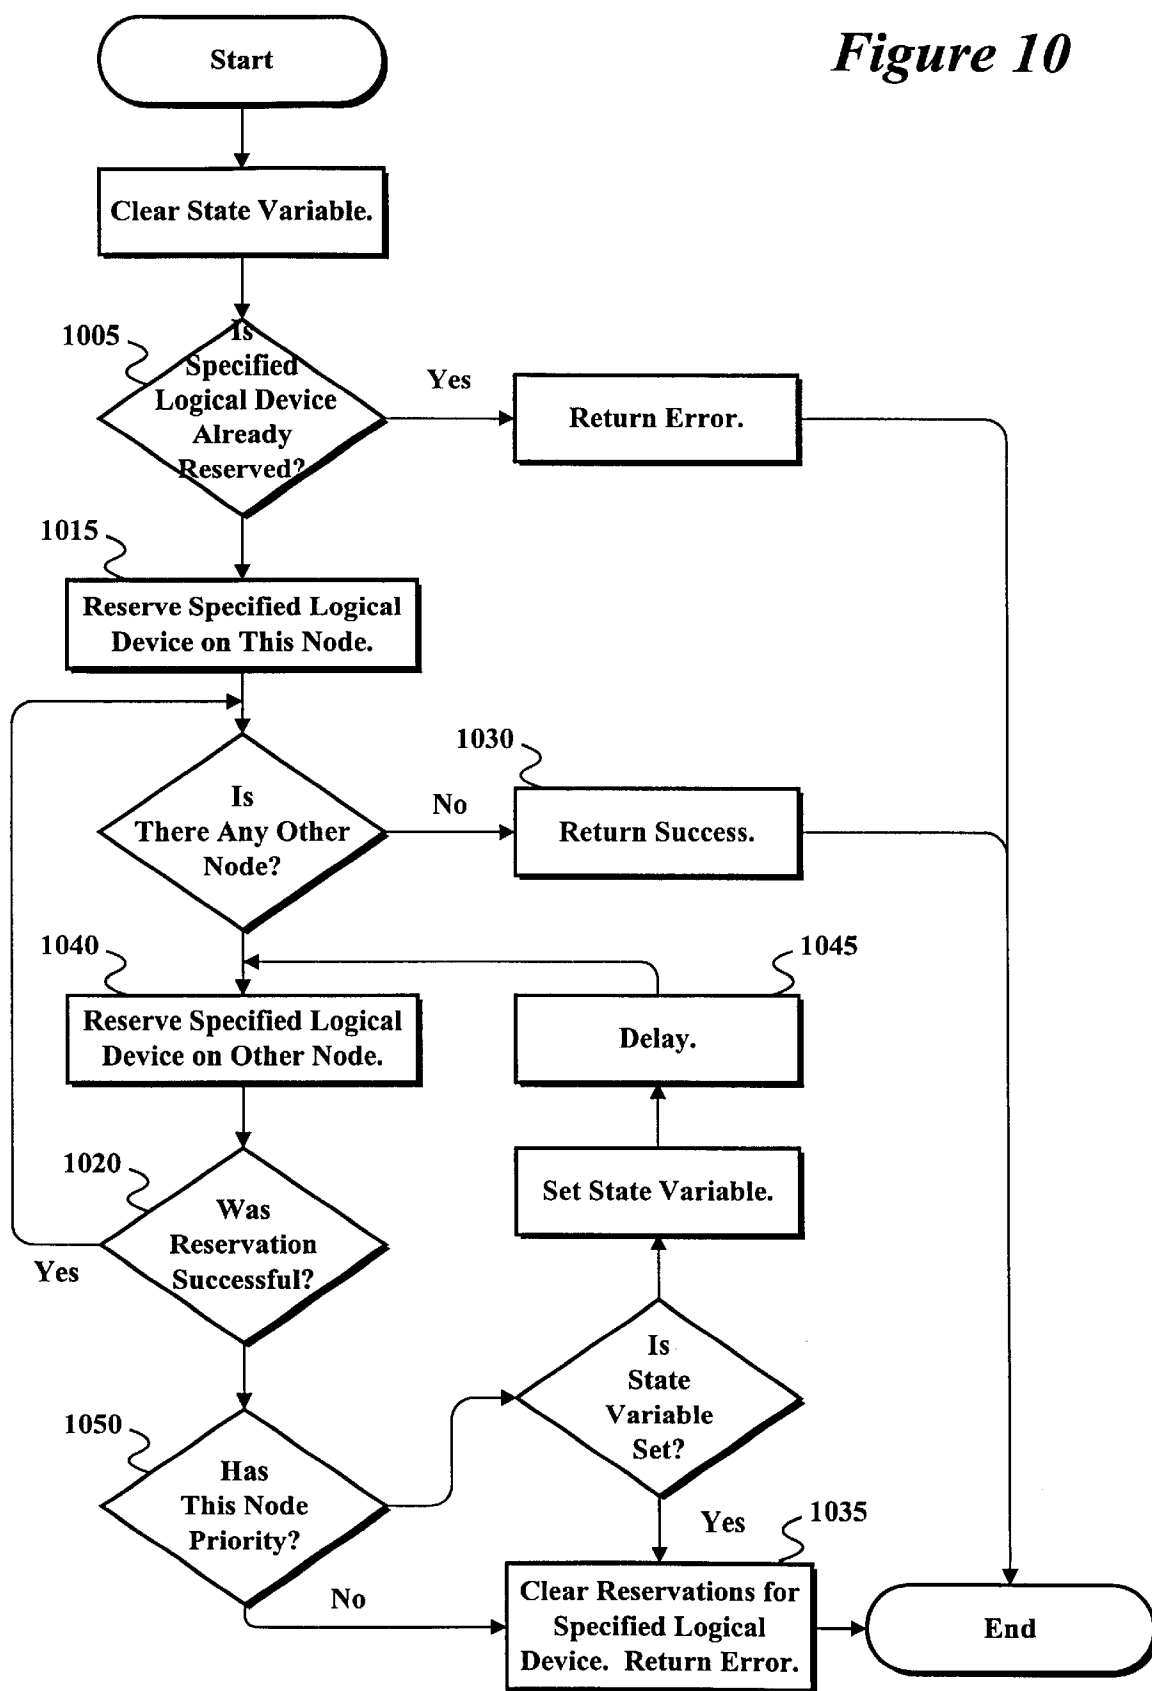 Figure 10
Start
Clear State Variable.
1005
Is
Specified
Logical Device
Already
Reserved?
Yes
Return Error.
1015
Reserve Specified Logical
Device on This Node.
Is
There Any Other
Node?
No
1030
Return Success.
1040
Reserve Specified Logical
Device on Other Node.
1045
Delay.
1020
Was
Reservation
Successful?
Yes
Set State Variable.
Is
State
Variable
Set?
1050
Has
This Node
Priority?
No
Yes
1035
Clear Reservations for
Specified Logical
Device. Return Error.
End